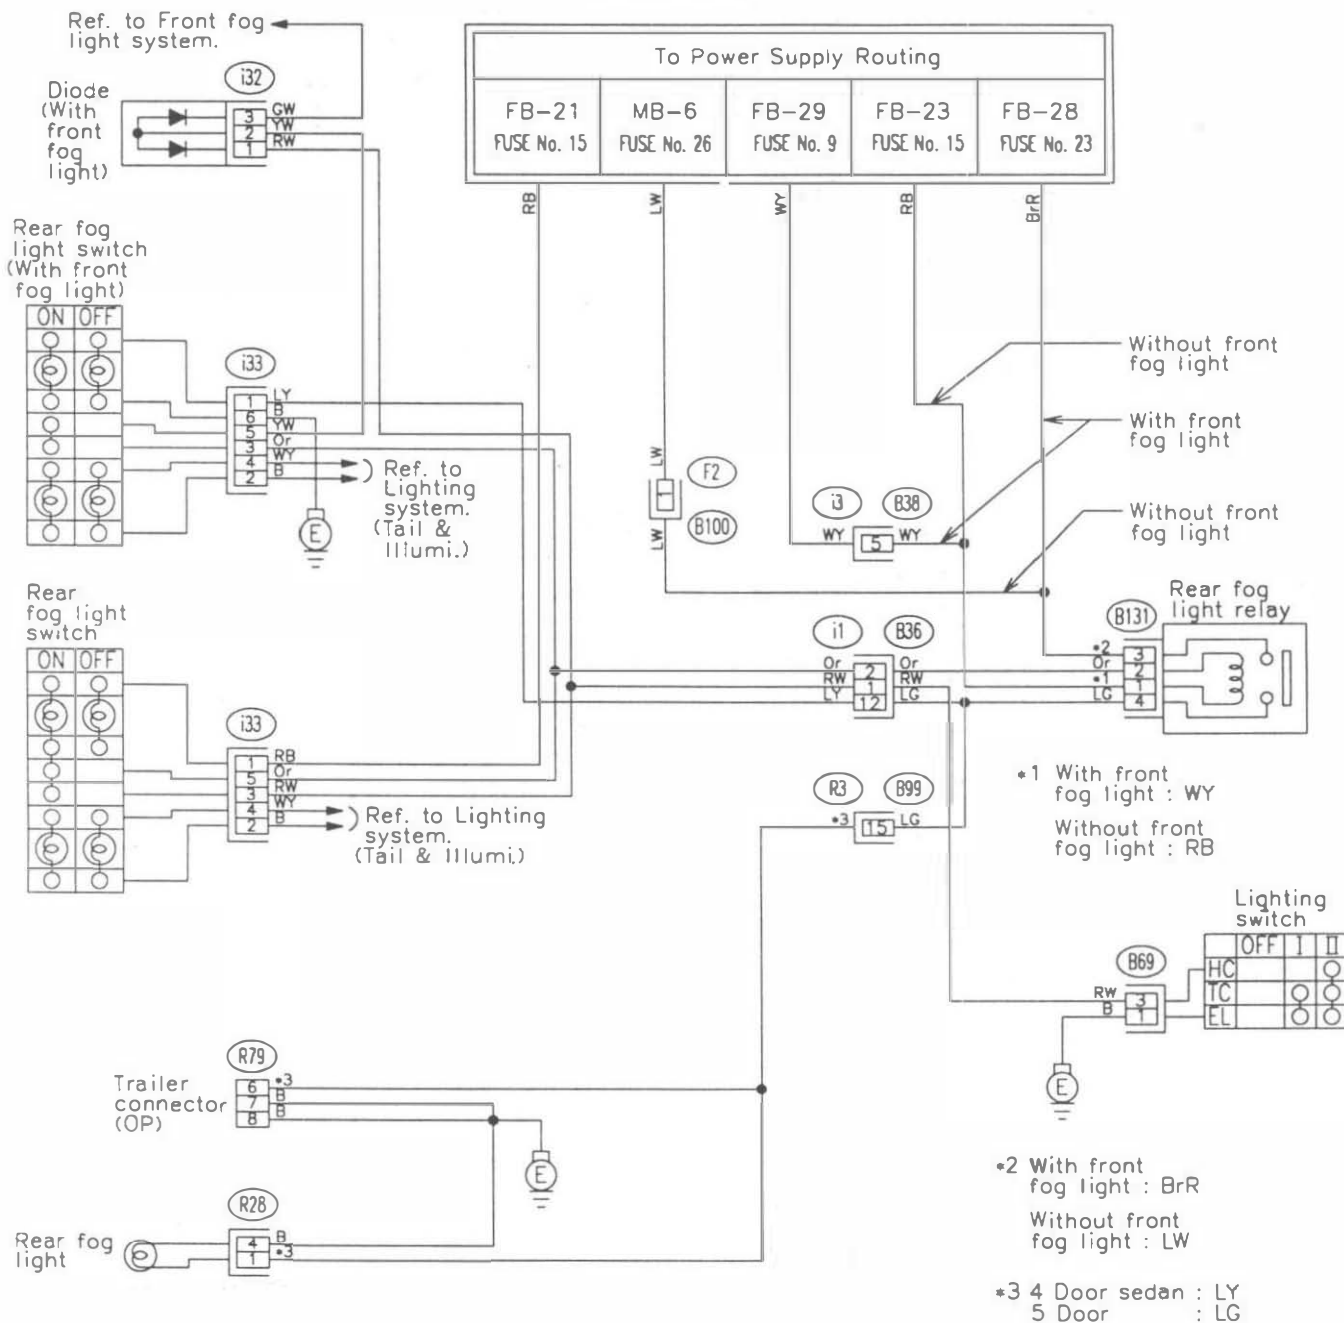 Ref. to Front fog
light system.
To Power Supply Routing
FB-21
FUSE No. 15
MB-6
FUSE No. 26
FB-29
FUSE No. 9
FB-23
FUSE No. 15
FB-28
FUSE No. 23
i32
Diode
(With
front
fog
light)
3 GW
2 YW
1 RW
RB
LW
WY
RB
BrR
Rear fog
light switch
(With front
fog light)
ON OFF
i33
1 LY
6 B
5 YW
3 Or
4 WY
2 B
Ref. to
Lighting
system.
(Tail &
Illumi.)
E
Without front
fog light
With front
fog light
Without front
fog light
LW
1
LW
F2
B100
i3 B38
WY 5 WY
Rear
fog light
switch
ON OFF
i33
1 RB
5 Or
3 RW
4 WY
2 B
Ref. to Lighting
system.
(Tail & Illumi.)
i1 B36
Or 2 Or
RW 1 RW
LY 12 LG
Rear fog
light relay
B131
*2 3
Or 2
*1 1
LG 4
R3 B99
*3 15 LG
*1 With front
fog light : WY
Without front
fog light : RB
Lighting
switch
OFF I II
HC
TC
EL
B69
RW 3
B 1
E
R79
Trailer
connector
(OP)
6 *3
7 B
8 B
E
R28
Rear fog
light
4 B
1 *3
*2 With front
fog light : BrR
Without front
fog light : LW
*3 4 Door sedan : LY
5 Door : LG